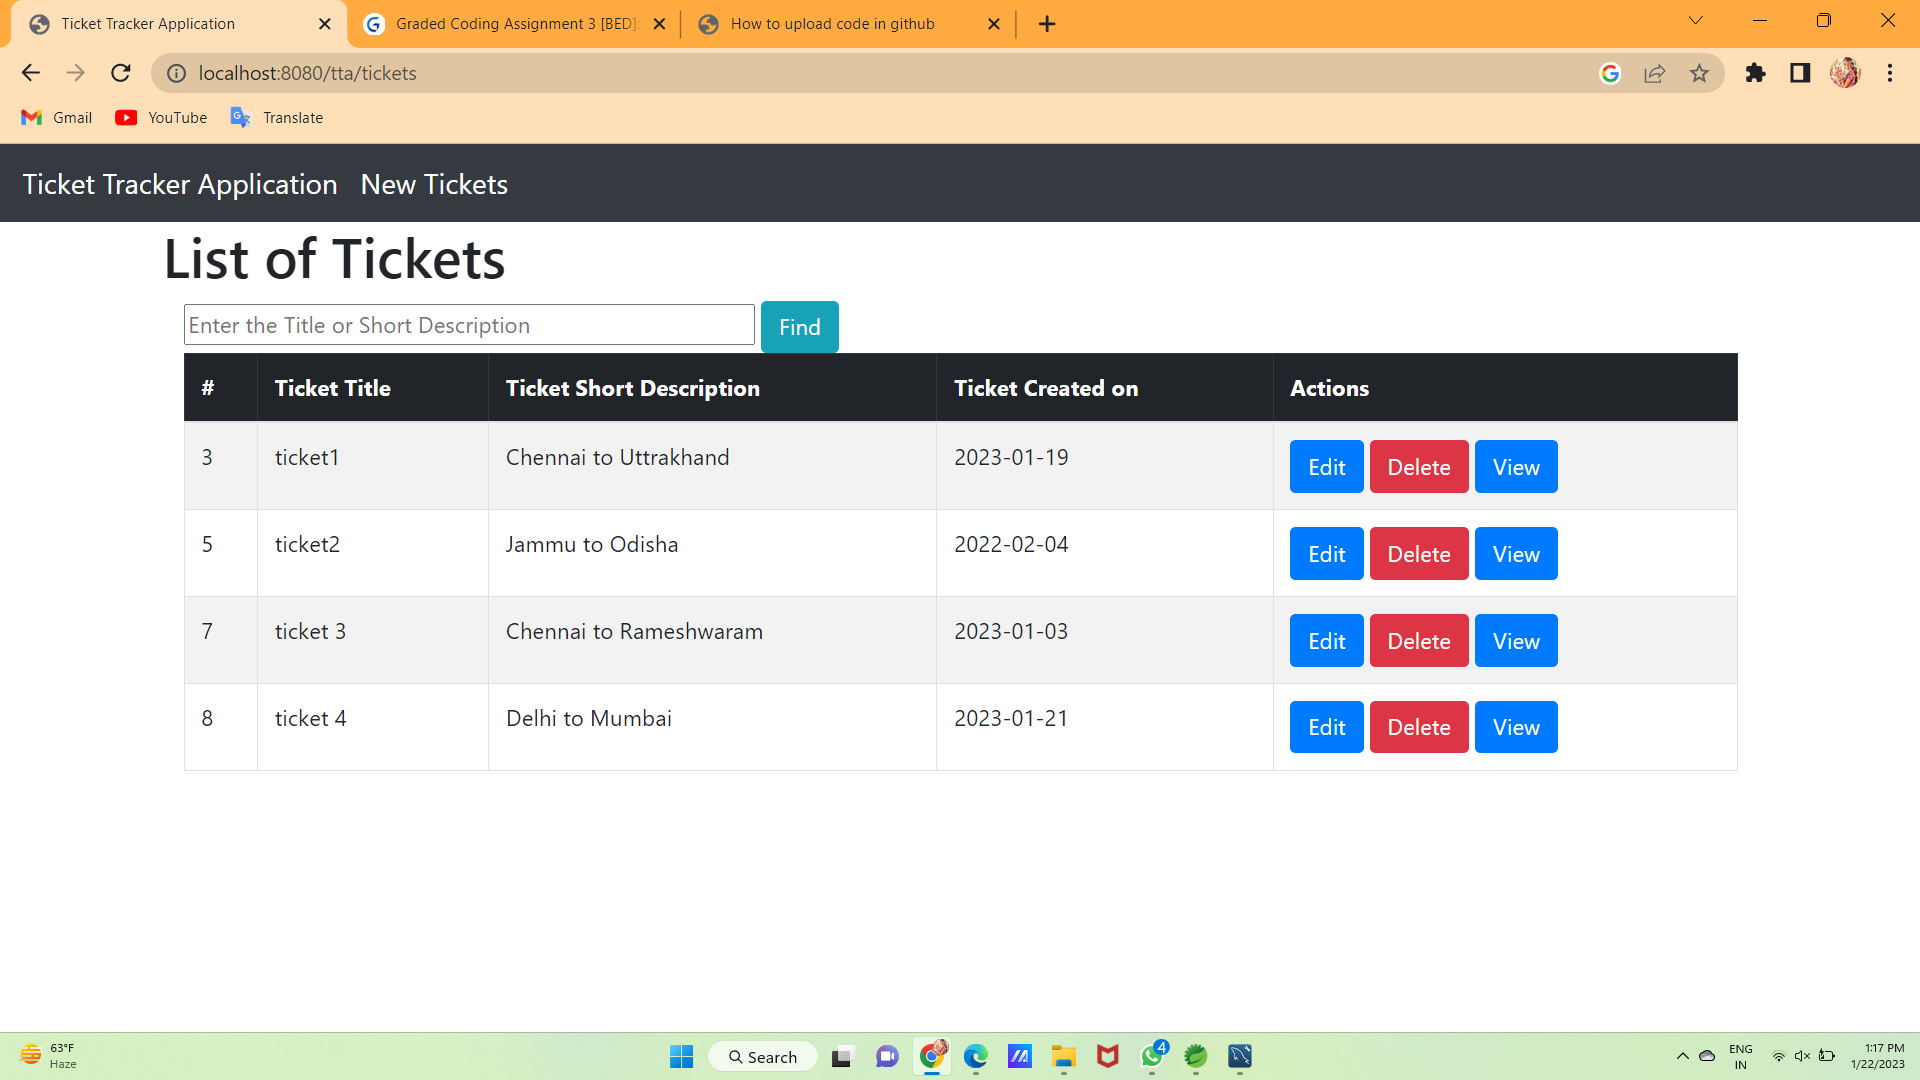 Ticket Tracker Application
Graded Coding Assignment 3 [BED]:
How to upload code in github
localhost:8080/tta/tickets
Gmail YouTube Translate
Ticket Tracker Application New Tickets
List of Tickets
Enter the Title or Short Description Find
# Ticket Title Ticket Short Description Ticket Created on Actions
3 ticket1 Chennai to Uttrakhand 2023-01-19 Edit Delete View
5 ticket2 Jammu to Odisha 2022-02-04 Edit Delete View
7 ticket 3 Chennai to Rameshwaram 2023-01-03 Edit Delete View
8 ticket 4 Delhi to Mumbai 2023-01-21 Edit Delete View
63°F
Haze
Search
4
ENG
IN
1:17 PM
1/22/2023